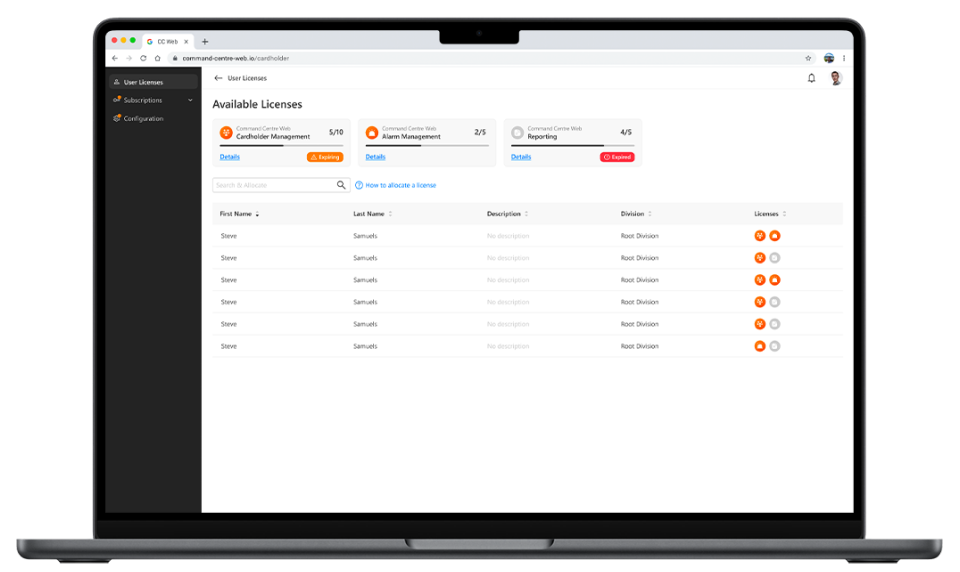 CC Web
command-centre-web.io/cardholder
User Licenses
Subscriptions
Configuration
User Licenses
Available Licenses
Command Centre Web
Cardholder Management
5/10
Details
Expiring
Command Centre Web
Alarm Management
2/5
Details
Command Centre Web
Reporting
4/5
Details
Expired
Search & Allocate
How to allocate a license
First Name Last Name Description Division Licenses
Steve Samuels No description Root Division
Steve Samuels No description Root Division
Steve Samuels No description Root Division
Steve Samuels No description Root Division
Steve Samuels No description Root Division
Steve Samuels No description Root Division